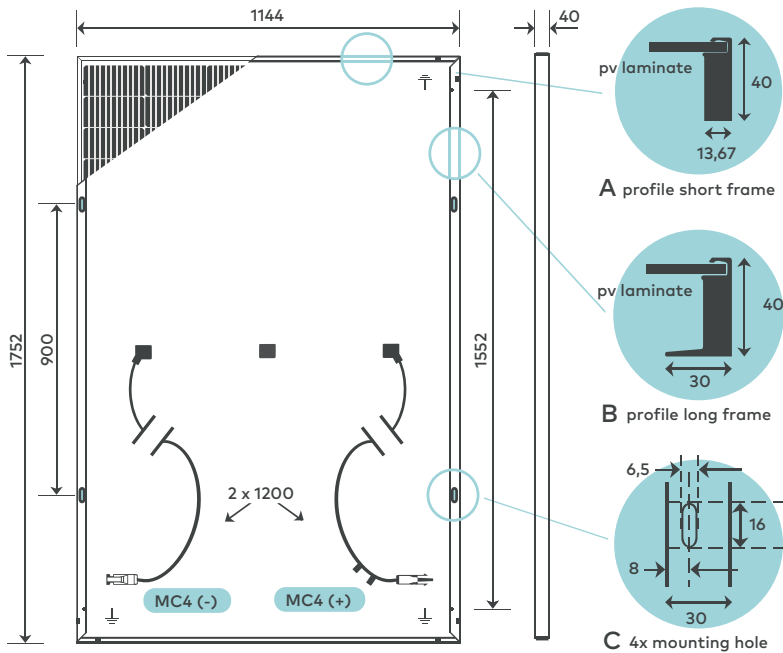 1144
40
pv laminate
40
13,67
A profile short frame
1752
900
1552
pv laminate
40
30
B profile long frame
2 x 1200
MC4 (-)
MC4 (+)
6,5
16
8
30
C 4x mounting hole